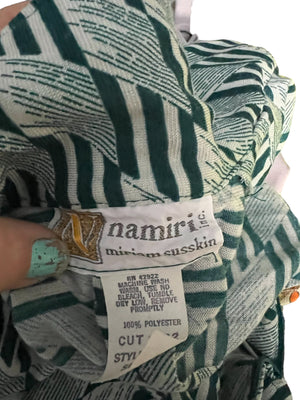 namiri INC.
miriam susskin
RN 42922
MACHINE WASH
WARM, USE NO
BLEACH, TUMBLE
DRY LOW, REMOVE
PROMPTLY
100% POLYESTER
CUT
STYL